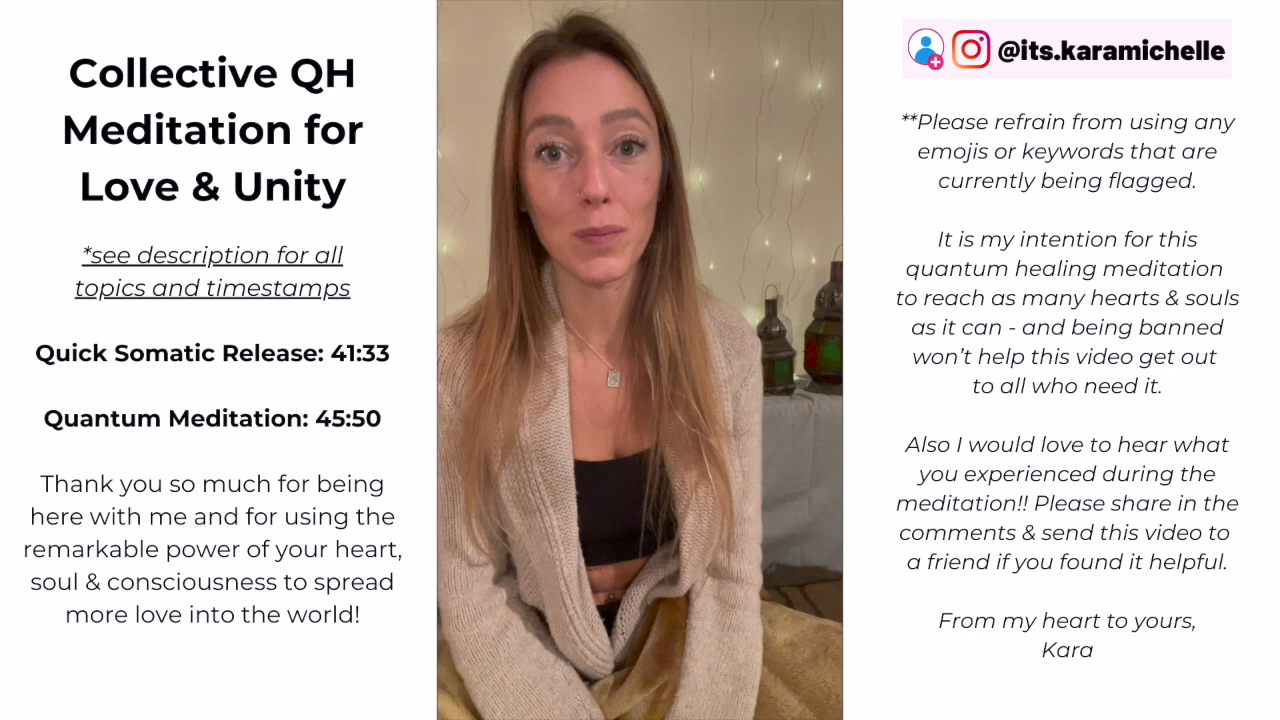 Collective QH
Meditation for
Love & Unity
*see description for all
topics and timestamps
Quick Somatic Release: 41:33
Quantum Meditation: 45:50
Thank you so much for being
here with me and for using the
remarkable power of your heart,
soul & consciousness to spread
more love into the world!
@its.karamichelle
**Please refrain from using any
emojis or keywords that are
currently being flagged.
It is my intention for this
quantum healing meditation
to reach as many hearts & souls
as it can - and being banned
won’t help this video get out
to all who need it.
Also I would love to hear what
you experienced during the
meditation!! Please share in the
comments & send this video to
a friend if you found it helpful.
From my heart to yours,
Kara